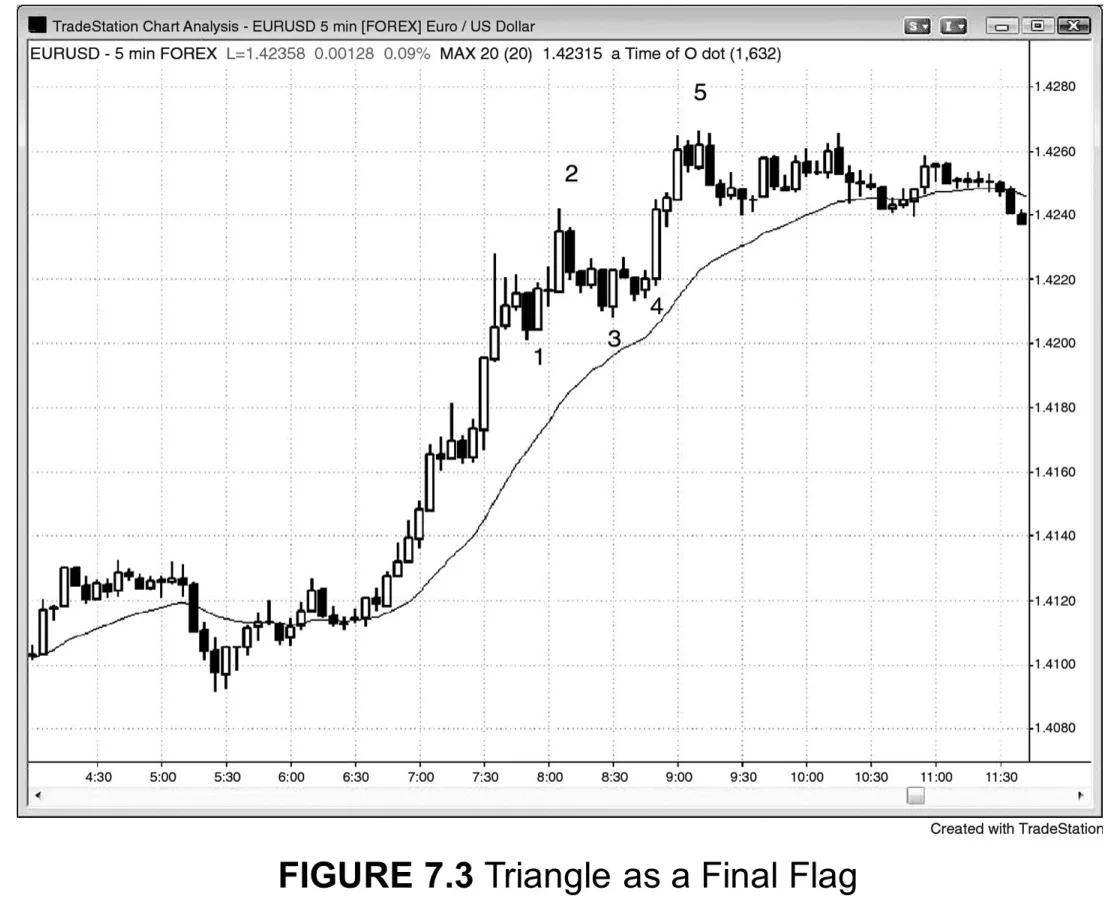 TradeStation Chart Analysis - EURUSD 5 min [FOREX] Euro / US Dollar
S
L
EURUSD - 5 min FOREX L=1.42358 0.00128 0.09% MAX 20 (20) 1.42315 a Time of O dot (1,632)
5
2
1
3
4
1.4280
1.4260
1.4240
1.4220
1.4200
1.4180
1.4160
1.4140
1.4120
1.4100
1.4080
4:30 5:00 5:30 6:00 6:30 7:00 7:30 8:00 8:30 9:00 9:30 10:00 10:30 11:00 11:30
Created with TradeStation
FIGURE 7.3 Triangle as a Final Flag